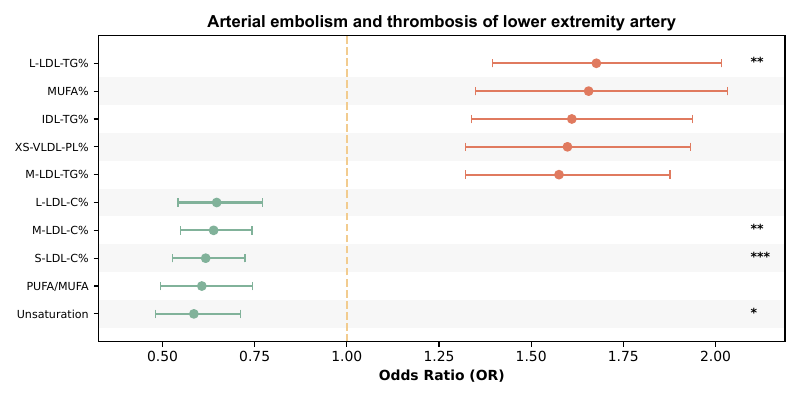 Arterial embolism and thrombosis of lower extremity artery
L-LDL-TG% **
MUFA%
IDL-TG%
XS-VLDL-PL%
M-LDL-TG%
L-LDL-C%
M-LDL-C% **
S-LDL-C% ***
PUFA/MUFA
Unsaturation *
0.50 0.75 1.00 1.25 1.50 1.75 2.00
Odds Ratio (OR)